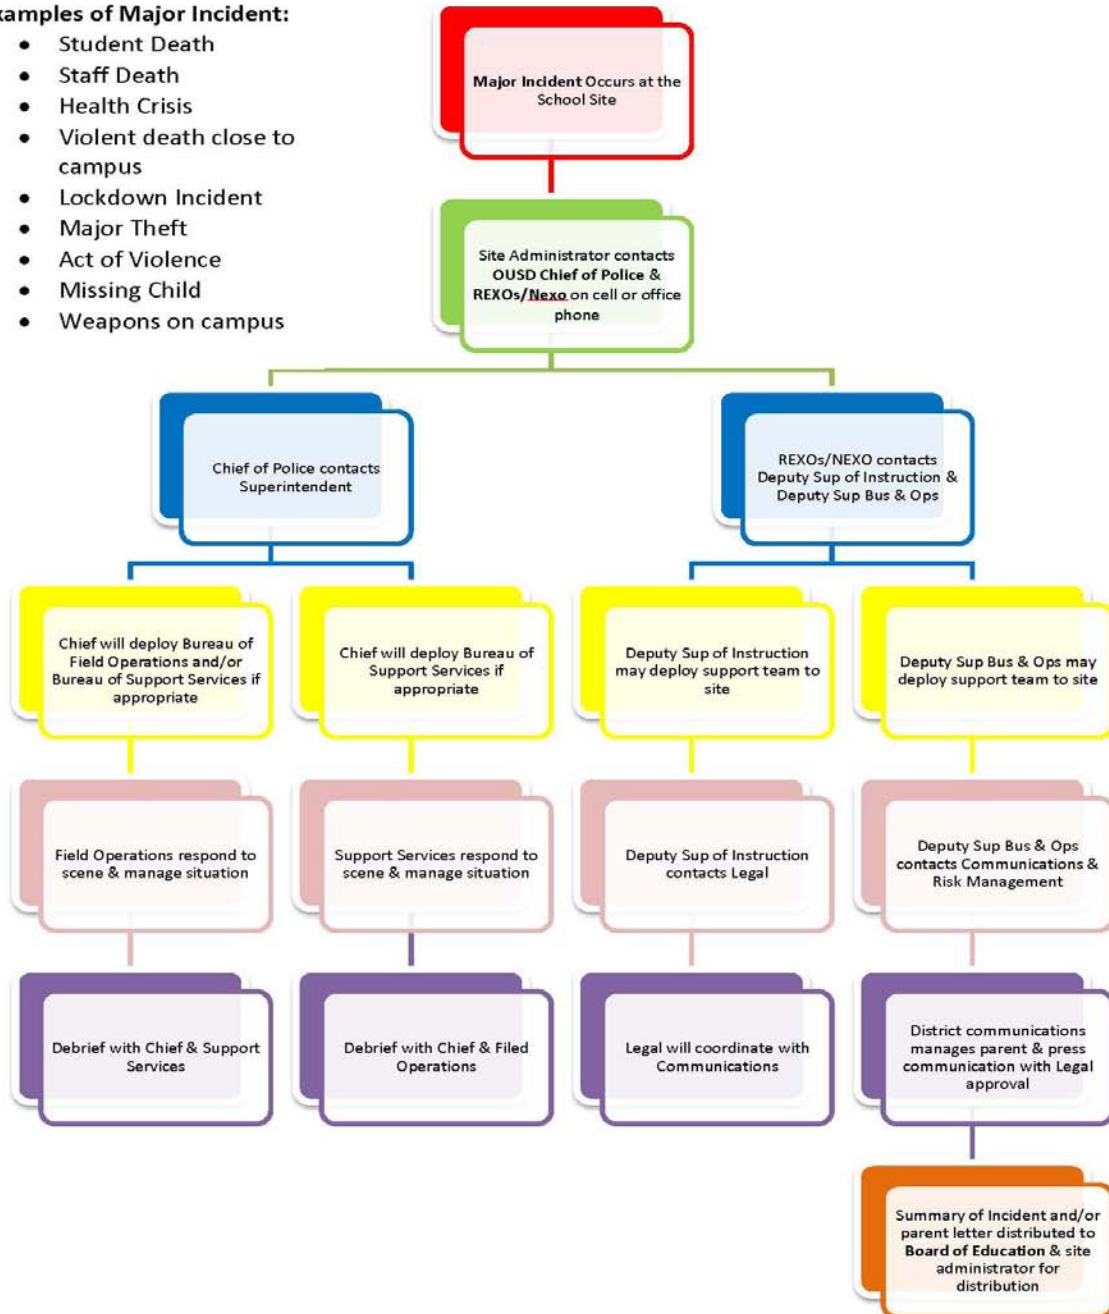 xamples of Major Incident:
• Student Death
• Staff Death
• Health Crisis
• Violent death close to
campus
• Lockdown Incident
• Major Theft
• Act of Violence
• Missing Child
• Weapons on campus
Major Incident Occurs at the
School Site
Site Administrator contacts
OUSD Chief of Police &
REXOs/Nexo on cell or office
phone
Chief of Police contacts
Superintendent
REXOs/NEXO contacts
Deputy Sup of Instruction &
Deputy Sup Bus & Ops
Chief will deploy Bureau of
Field Operations and/or
Bureau of Support Services if
appropriate
Chief will deploy Bureau of
Support Services if
appropriate
Deputy Sup of Instruction
may deploy support team to
site
Deputy Sup Bus & Ops may
deploy support team to site
Field Operations respond to
scene & manage situation
Support Services respond to
scene & manage situation
Deputy Sup of Instruction
contacts Legal
Deputy Sup Bus & Ops
contacts Communications &
Risk Management
Debrief with Chief & Support
Services
Debrief with Chief & Filed
Operations
Legal will coordinate with
Communications
District communications
manages parent & press
communication with Legal
approval
Summary of Incident and/or
parent letter distributed to
Board of Education & site
administrator for
distribution